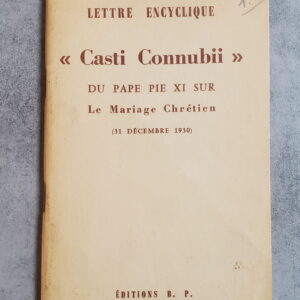 LETTRE ENCYCLIQUE
« Casti Connubii »
DU PAPE PIE XI SUR
Le Mariage Chrétien
(31 DÉCEMBRE 1930)
ÉDITIONS B. P.